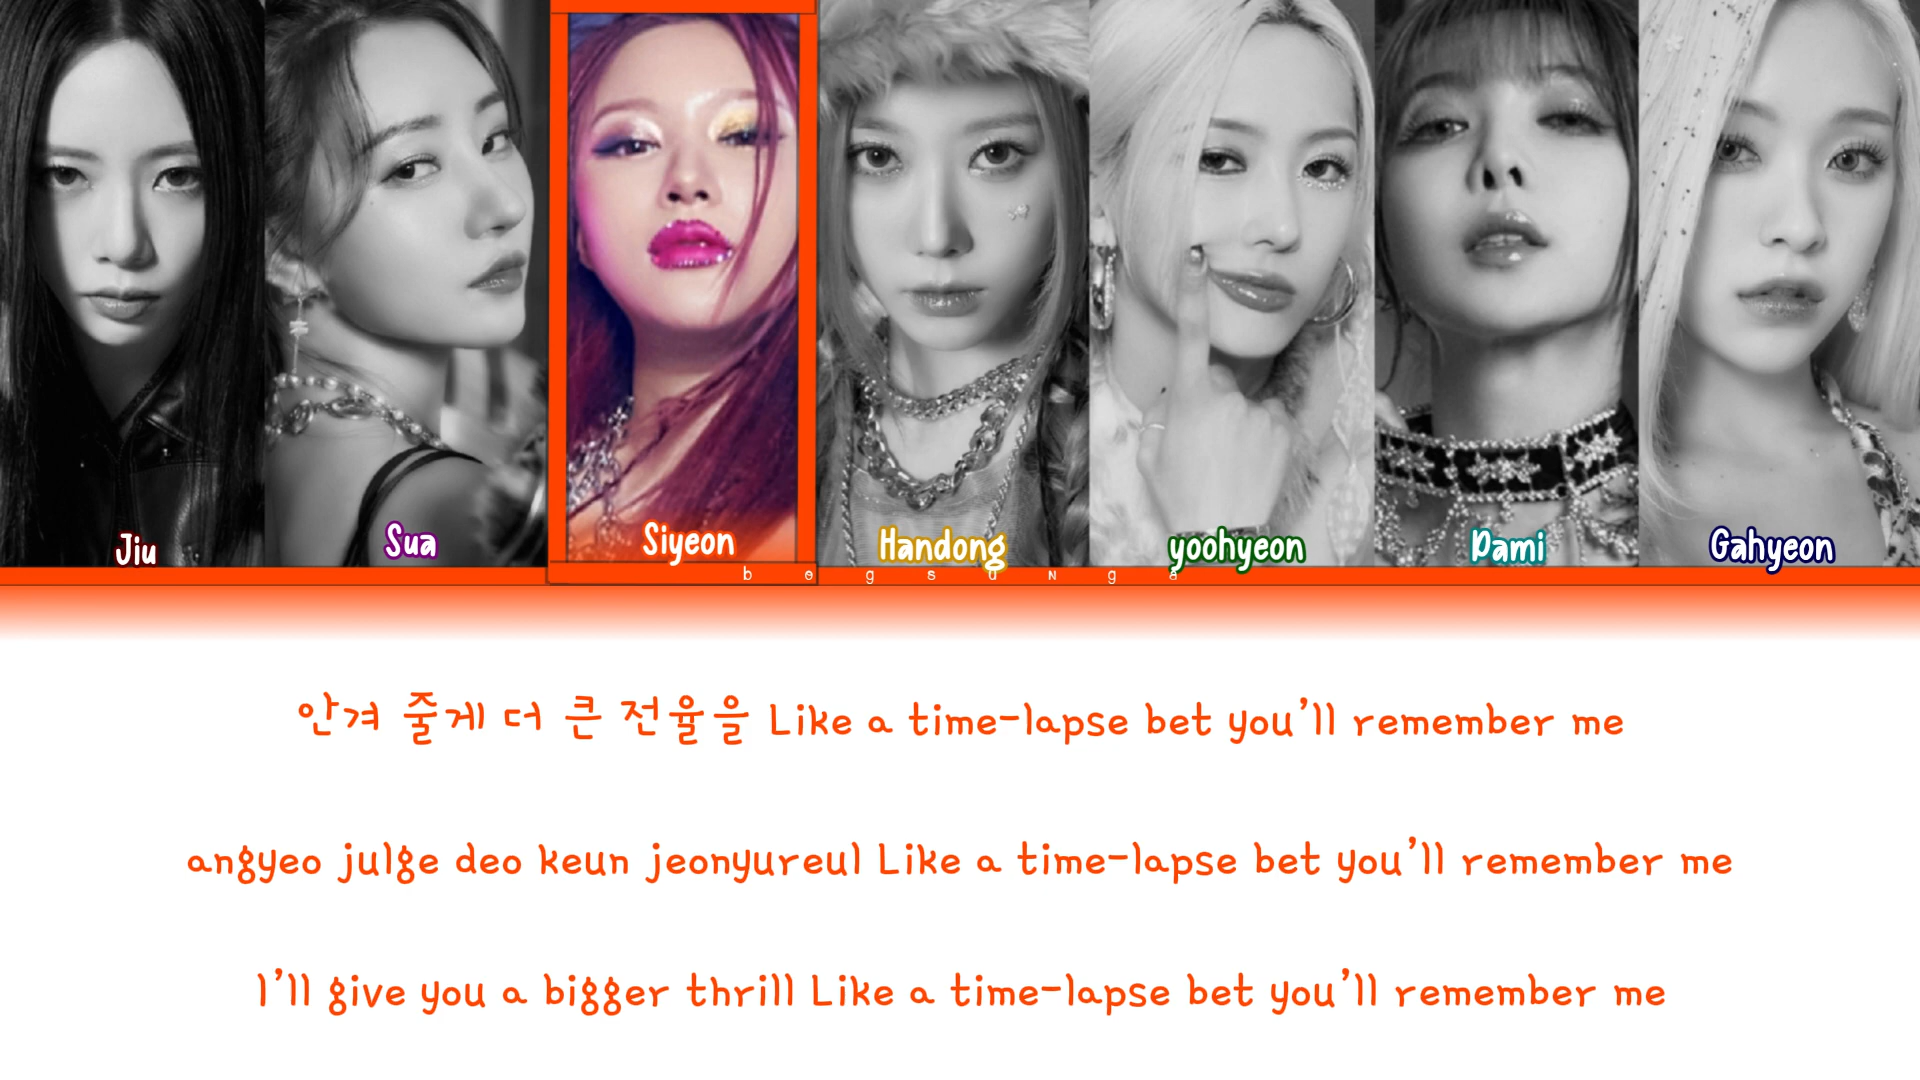 Jiu Sua Siyeon Handong yoohyeon Dami Gahyeon
b o g s u N g a
안겨 줄게 더 큰 전율을 Like a time-lapse bet you’ll remember me
angyeo julge deo keun jeonyureul Like a time-lapse bet you’ll remember me
I’ll give you a bigger thrill Like a time-lapse bet you’ll remember me